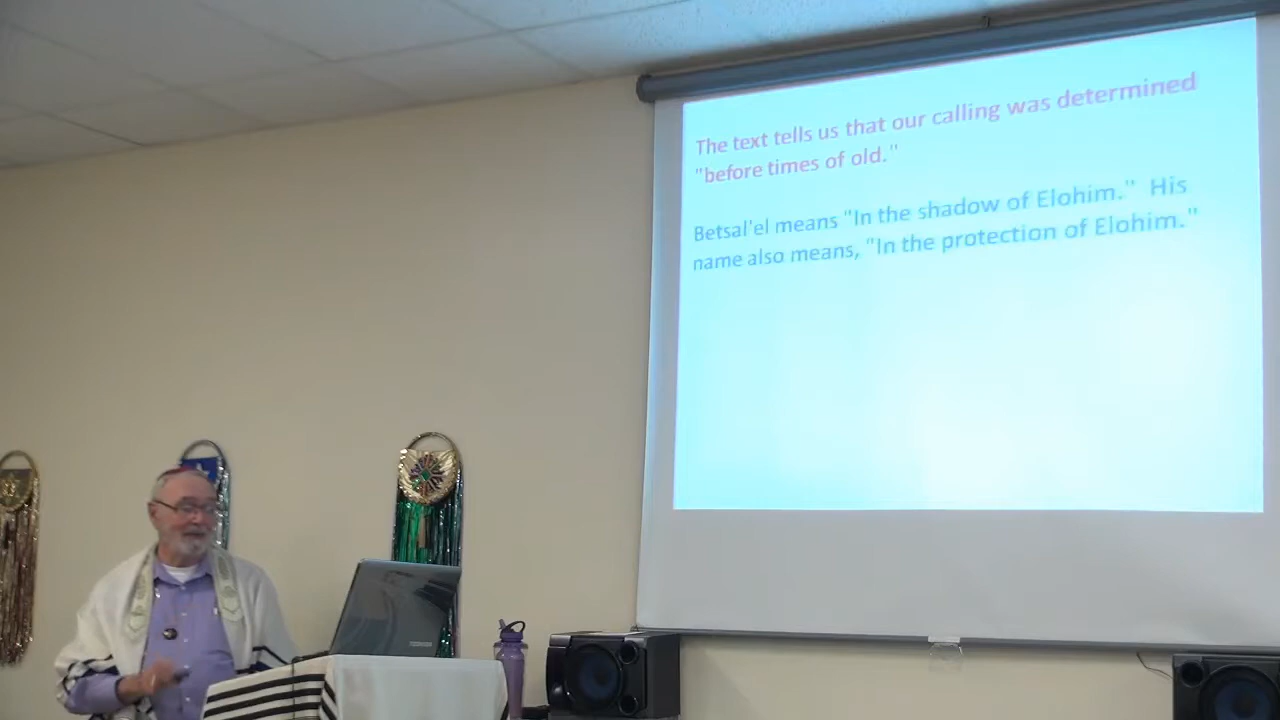 The text tells us that our calling was determined
"before times of old."
Betsal'el means "In the shadow of Elohim."  His
name also means, "In the protection of Elohim."
TOSHIBA